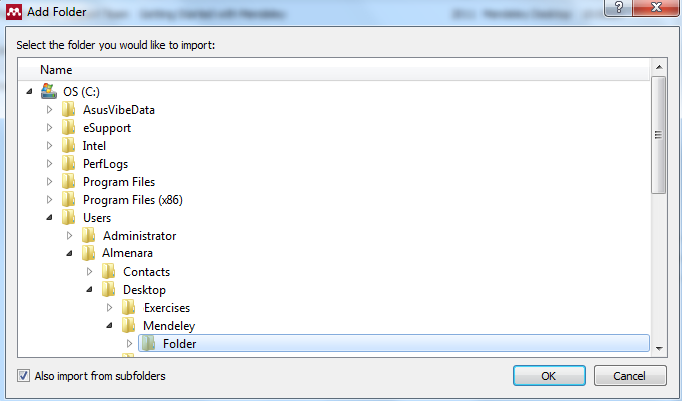 Add Folder
Select the folder you would like to import:
Name
OS (C:)
AsusVibeData
eSupport
Intel
PerfLogs
Program Files
Program Files (x86)
Users
Administrator
Almenara
Contacts
Desktop
Exercises
Mendeley
Folder
Also import from subfolders
OK
Cancel